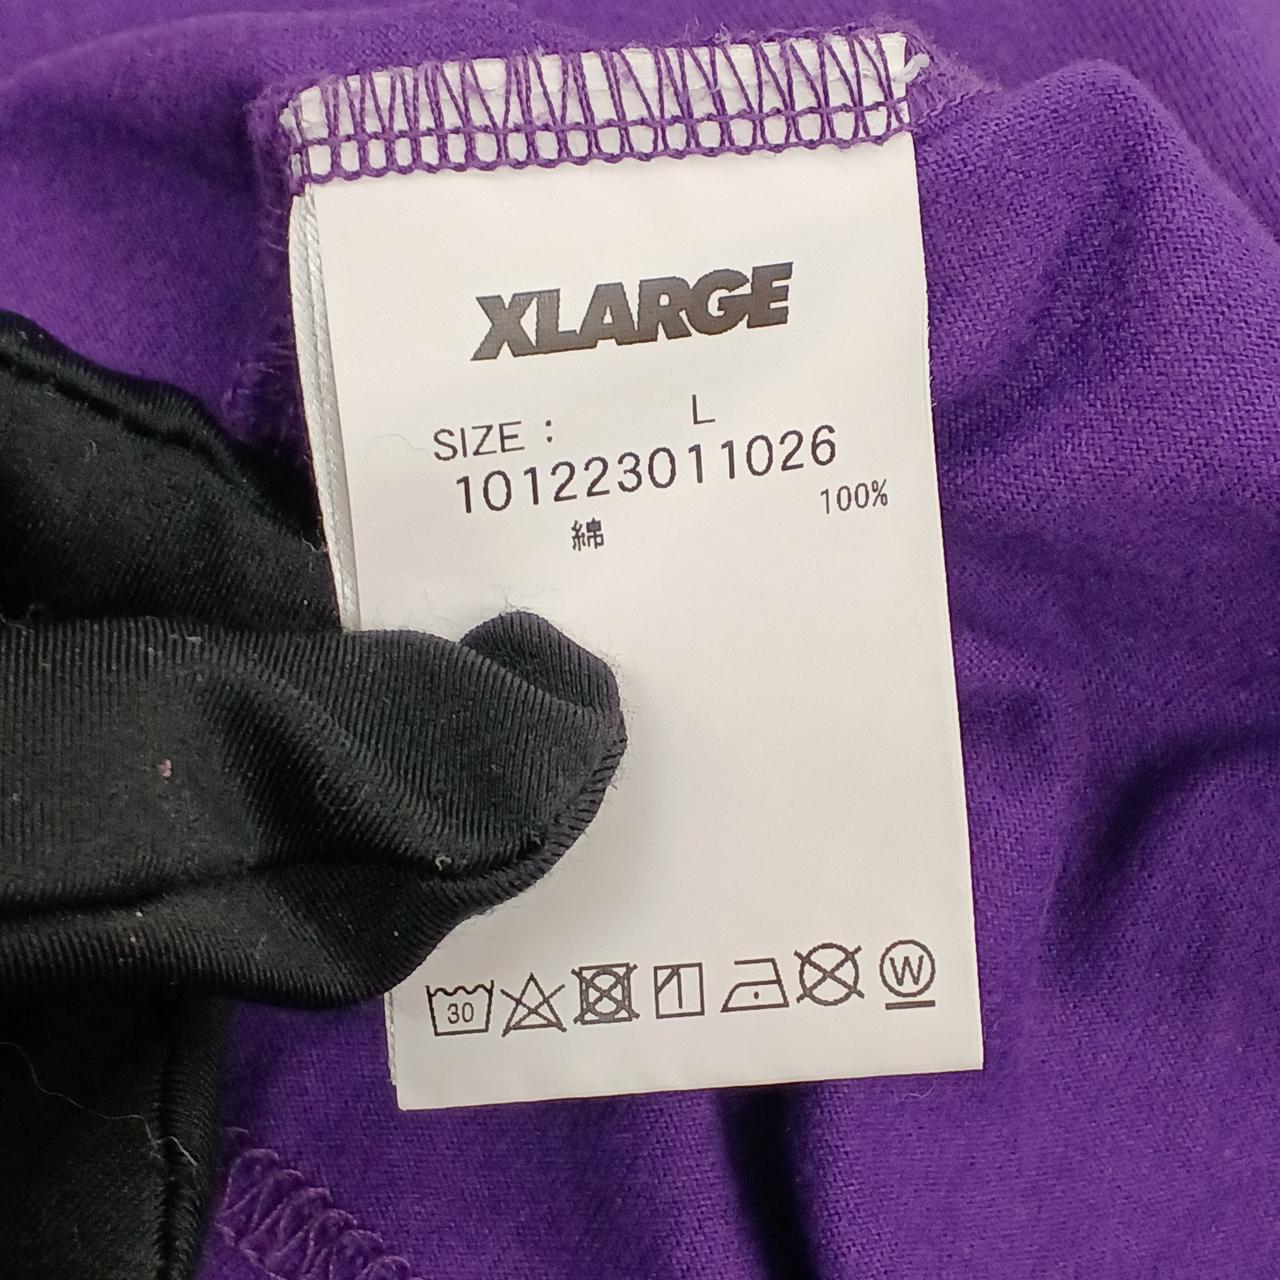 XLARGE
SIZE : L
101223011026
綿 100%
30
W